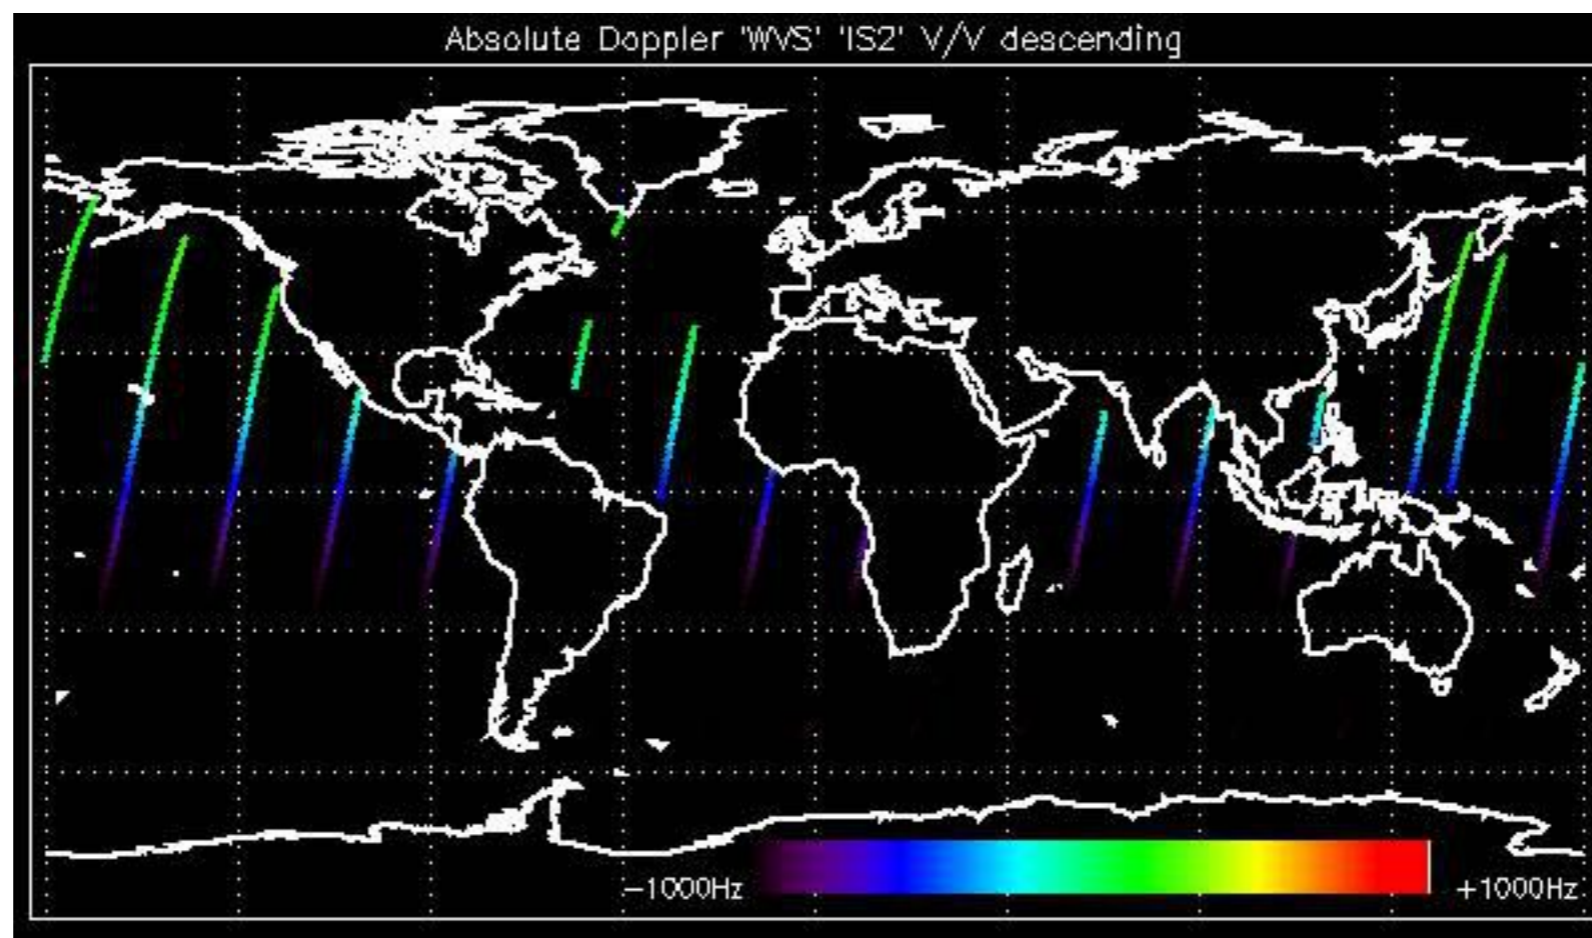 Absolute Doppler 'WVS' 'IS2' V/V descending
-1000Hz +1000Hz